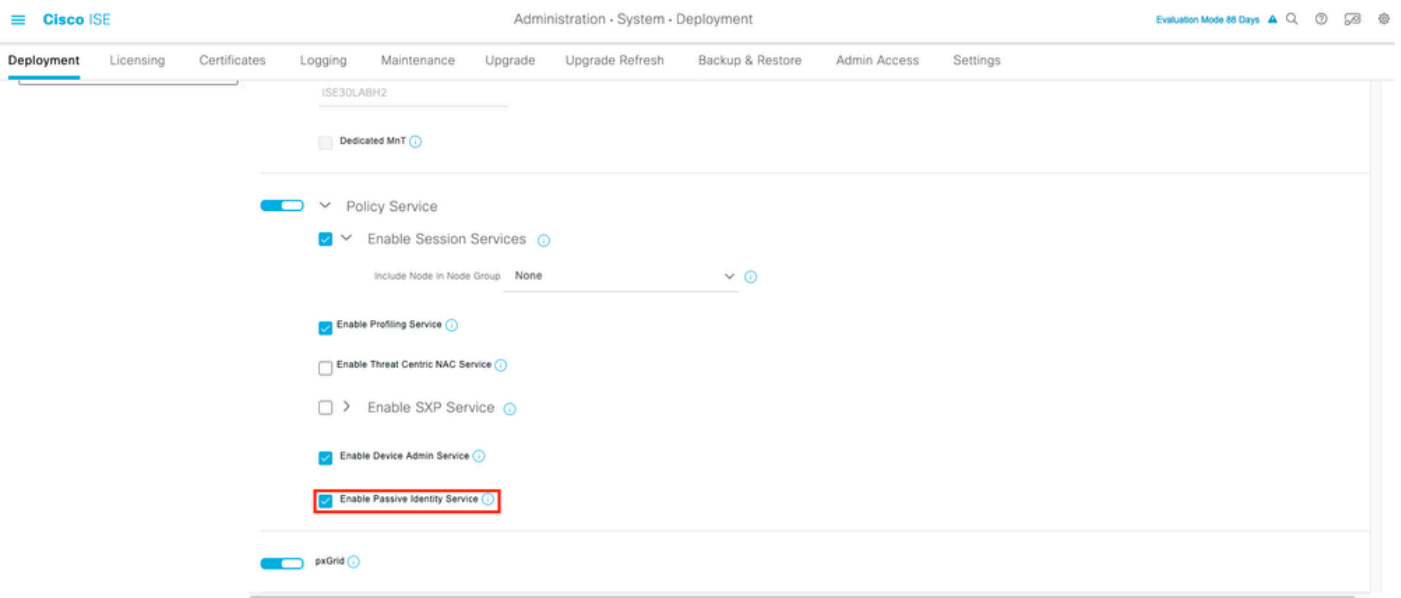 Cisco ISE
Administration · System · Deployment
Evaluation Mode 88 Days
Deployment Licensing Certificates Logging Maintenance Upgrade Upgrade Refresh Backup & Restore Admin Access Settings
ISE30LABH2
Dedicated MnT
Policy Service
Enable Session Services
Include Node in Node Group None
Enable Profiling Service
Enable Threat Centric NAC Service
Enable SXP Service
Enable Device Admin Service
Enable Passive Identity Service
pxGrid